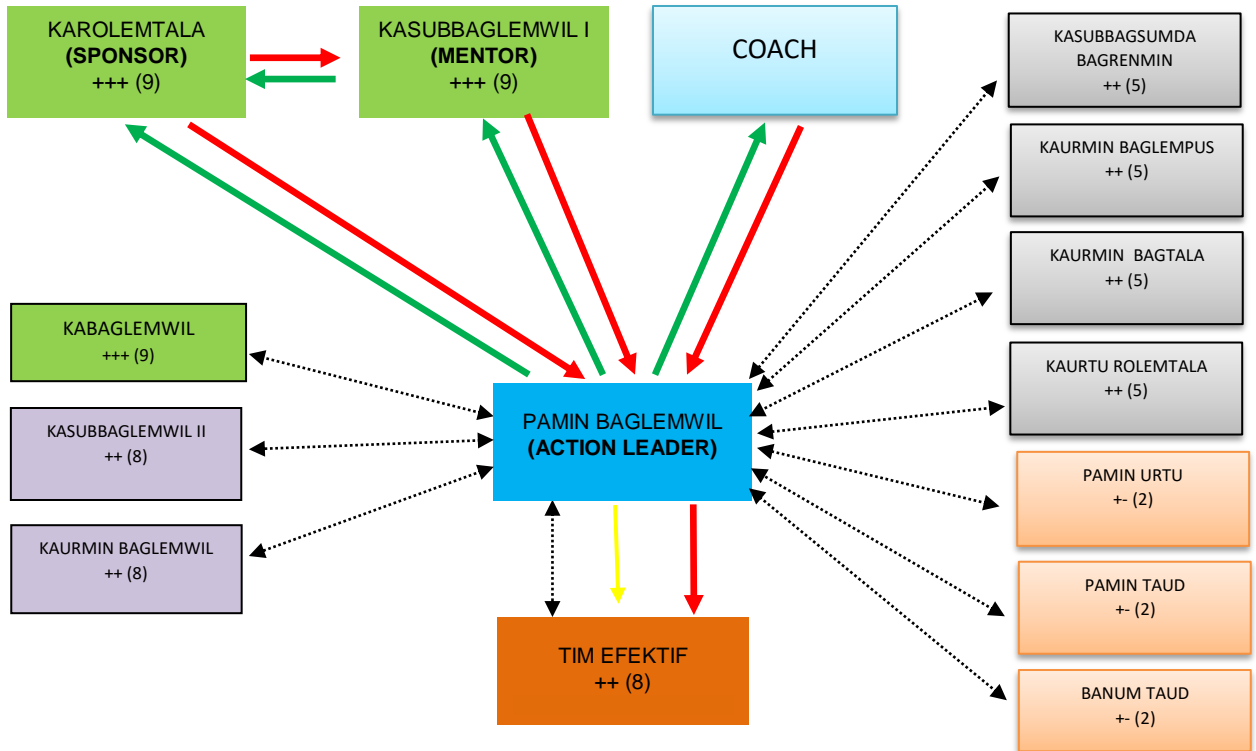 KAROLEMTALA
(SPONSOR)
+++ (9)
KASUBBAGLEMWIL I
(MENTOR)
+++ (9)
COACH
KASUBBAGSUMDA
BAGRENMIN
++ (5)
KAURMIN BAGLEMPUS
++ (5)
KAURMIN BAGTALA
++ (5)
KAURTU ROLEMTALA
++ (5)
KABAGLEMWIL
+++ (9)
KASUBBAGLEMWIL II
++ (8)
KAURMIN BAGLEMWIL
++ (8)
PAMIN BAGLEMWIL
(ACTION LEADER)
PAMIN URTU
+- (2)
PAMIN TAUD
+- (2)
BANUM TAUD
+- (2)
TIM EFEKTIF
++ (8)